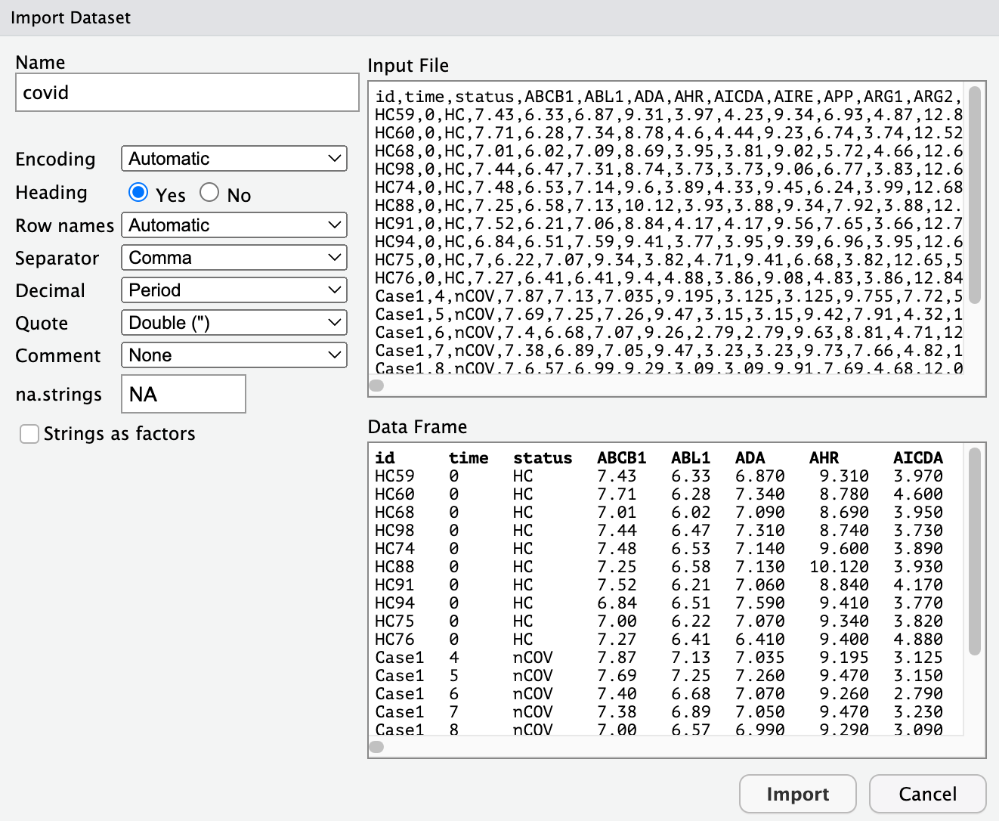 Import Dataset
Name
covid
Encoding Automatic
Heading Yes No
Row names Automatic
Separator Comma
Decimal Period
Quote Double (")
Comment None
na.strings NA
Strings as factors
Input File
id,time,status,ABCB1,ABL1,ADA,AHR,AICDA,AIRE,APP,ARG1,ARG2,
HC59,0,HC,7.43,6.33,6.87,9.31,3.97,4.23,9.34,6.93,4.87,12.8
HC60,0,HC,7.71,6.28,7.34,8.78,4.6,4.44,9.23,6.74,3.74,12.52
HC68,0,HC,7.01,6.02,7.09,8.69,3.95,3.81,9.02,5.72,4.66,12.6
HC98,0,HC,7.44,6.47,7.31,8.74,3.73,3.73,9.06,6.77,3.83,12.6
HC74,0,HC,7.48,6.53,7.14,9.6,3.89,4.33,9.45,6.24,3.99,12.68
HC88,0,HC,7.25,6.58,7.13,10.12,3.93,3.88,9.34,7.92,3.88,12.
HC91,0,HC,7.52,6.21,7.06,8.84,4.17,4.17,9.56,7.65,3.66,12.7
HC94,0,HC,6.84,6.51,7.59,9.41,3.77,3.95,9.39,6.96,3.95,12.6
HC75,0,HC,7,6.22,7.07,9.34,3.82,4.71,9.41,6.68,3.82,12.65,5
HC76,0,HC,7.27,6.41,6.41,9.4,4.88,3.86,9.08,4.83,3.86,12.84
Case1,4,nCOV,7.87,7.13,7.035,9.195,3.125,3.125,9.755,7.72,5
Case1,5,nCOV,7.69,7.25,7.26,9.47,3.15,3.15,9.42,7.91,4.32,1
Case1,6,nCOV,7.4,6.68,7.07,9.26,2.79,2.79,9.63,8.81,4.71,12
Case1,7,nCOV,7.38,6.89,7.05,9.47,3.23,3.23,9.73,7.66,4.82,1
Case1,8,nCOV,7,6.57,6.99,9.29,3.09,3.09,9.91,7.69,4.68,12.0
Data Frame
id time status ABCB1 ABL1 ADA AHR AICDA
HC59 0 HC 7.43 6.33 6.870 9.310 3.970
HC60 0 HC 7.71 6.28 7.340 8.780 4.600
HC68 0 HC 7.01 6.02 7.090 8.690 3.950
HC98 0 HC 7.44 6.47 7.310 8.740 3.730
HC74 0 HC 7.48 6.53 7.140 9.600 3.890
HC88 0 HC 7.25 6.58 7.130 10.120 3.930
HC91 0 HC 7.52 6.21 7.060 8.840 4.170
HC94 0 HC 6.84 6.51 7.590 9.410 3.770
HC75 0 HC 7.00 6.22 7.070 9.340 3.820
HC76 0 HC 7.27 6.41 6.410 9.400 4.880
Case1 4 nCOV 7.87 7.13 7.035 9.195 3.125
Case1 5 nCOV 7.69 7.25 7.260 9.470 3.150
Case1 6 nCOV 7.40 6.68 7.070 9.260 2.790
Case1 7 nCOV 7.38 6.89 7.050 9.470 3.230
Case1 8 nCOV 7.00 6.57 6.990 9.290 3.090
Import Cancel